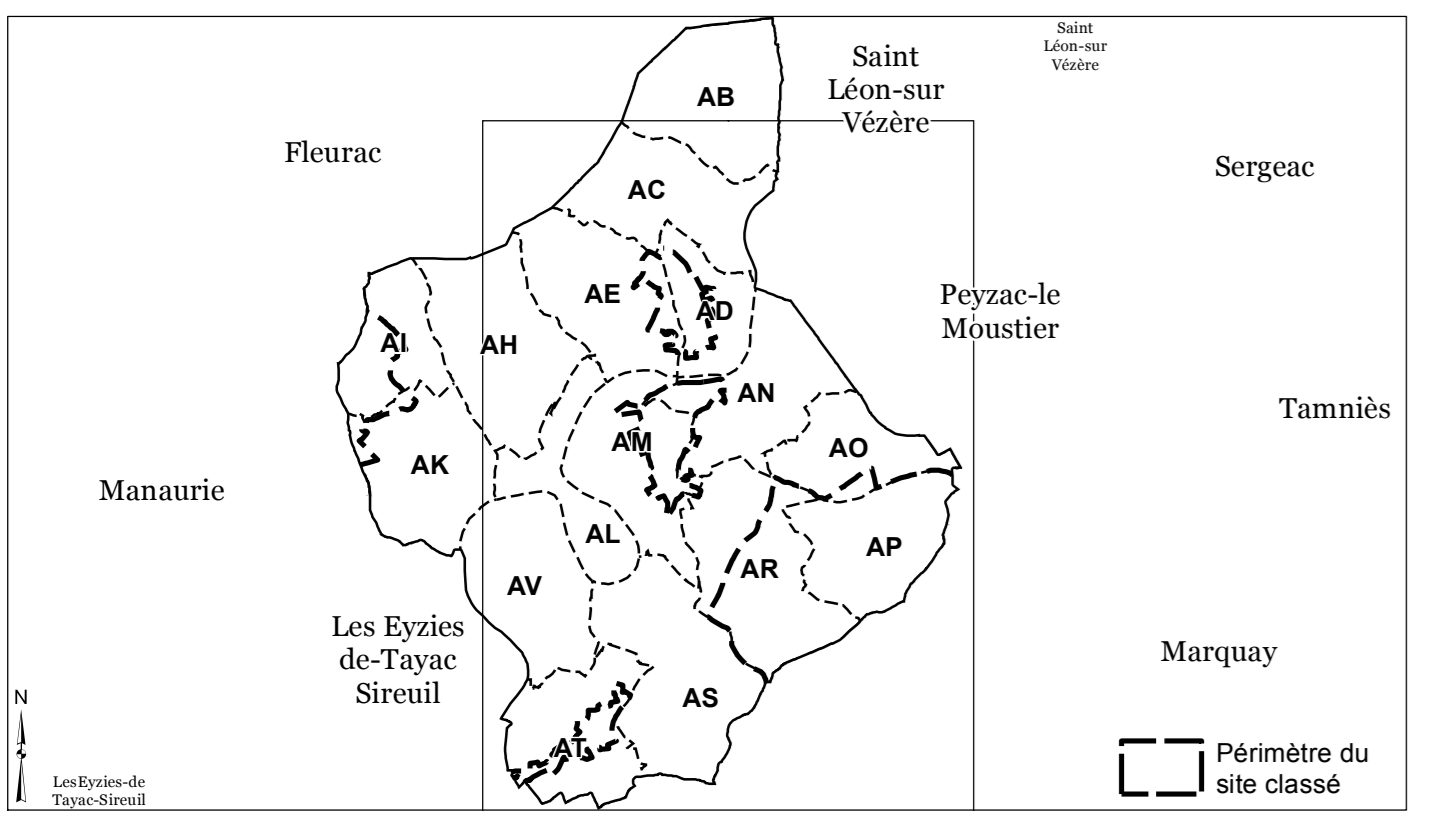 Saint
Léon-sur
Vézère
Saint
Léon-sur
Vézère
AB
Fleurac
Sergeac
AC
AE
AD
Peyzac-le
Moustier
AI
AH
AN
Tamniès
AM
AO
AK
Manaurie
AL
AP
AR
AV
Les Eyzies
de-Tayac
Sireuil
Marquay
N
AS
AT
Périmètre du
site classé
LesEyzies-de
Tayac-Sireuil